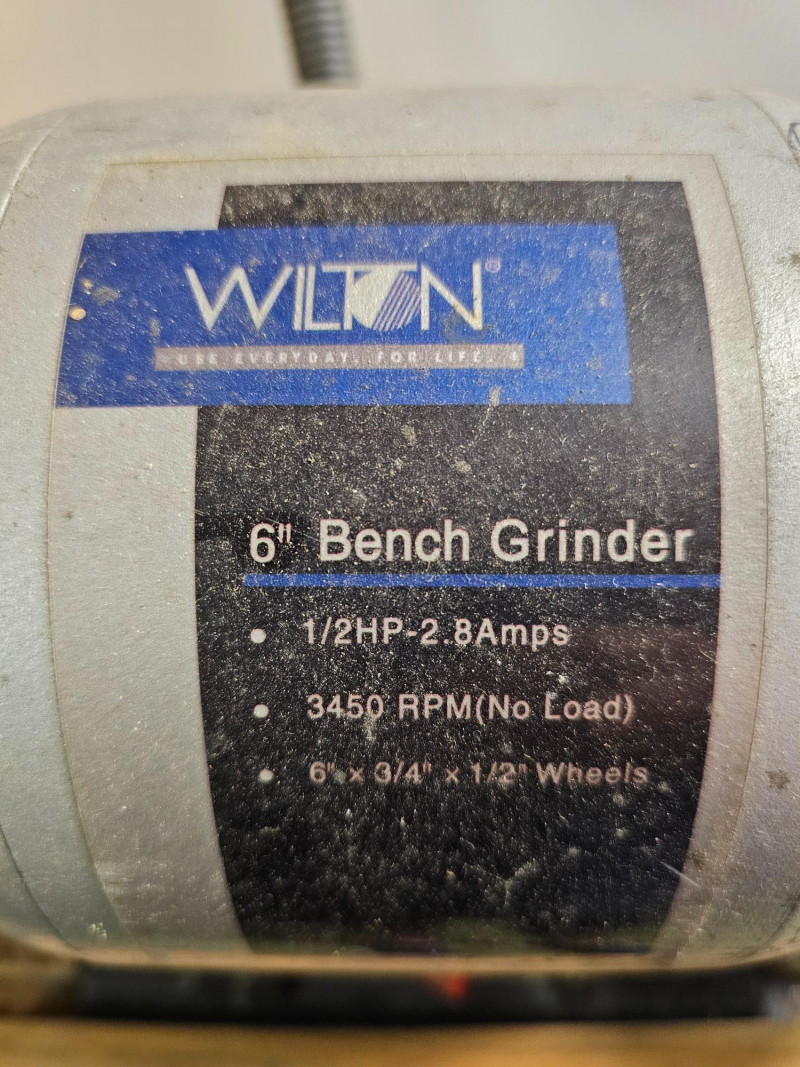 WILTON®
USE EVERYDAY. FOR LIFE.
6" Bench Grinder
• 1/2HP-2.8Amps
• 3450 RPM(No Load)
• 6" x 3/4" x 1/2" Wheels